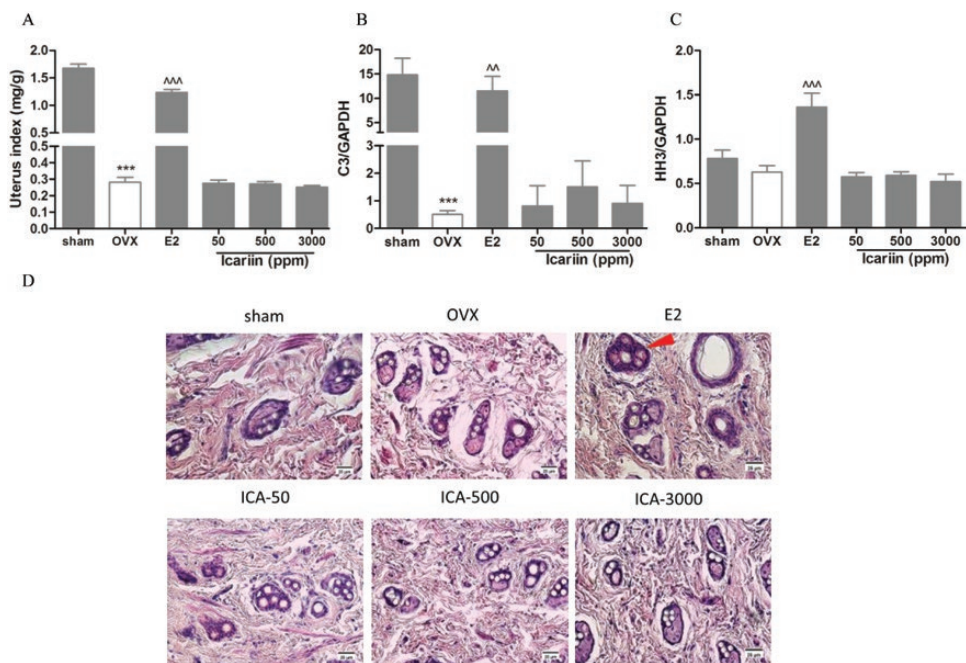 A
Uterus index (mg/g)
2.0
1.5
1.0
0.5
0.4
0.3
0.2
0.1
0.0
***
^^^
sham OVX E2 50 500 3000
Icariin (ppm)
B
C3/GAPDH
20
15
10
5
4
3
2
1
0
***
^^
sham OVX E2 50 500 3000
Icariin (ppm)
C
HH3/GAPDH
2.0
1.5
1.0
0.5
0.0
^^^
sham OVX E2 50 500 3000
Icariin (ppm)
D
sham OVX E2
ICA-50 ICA-500 ICA-3000